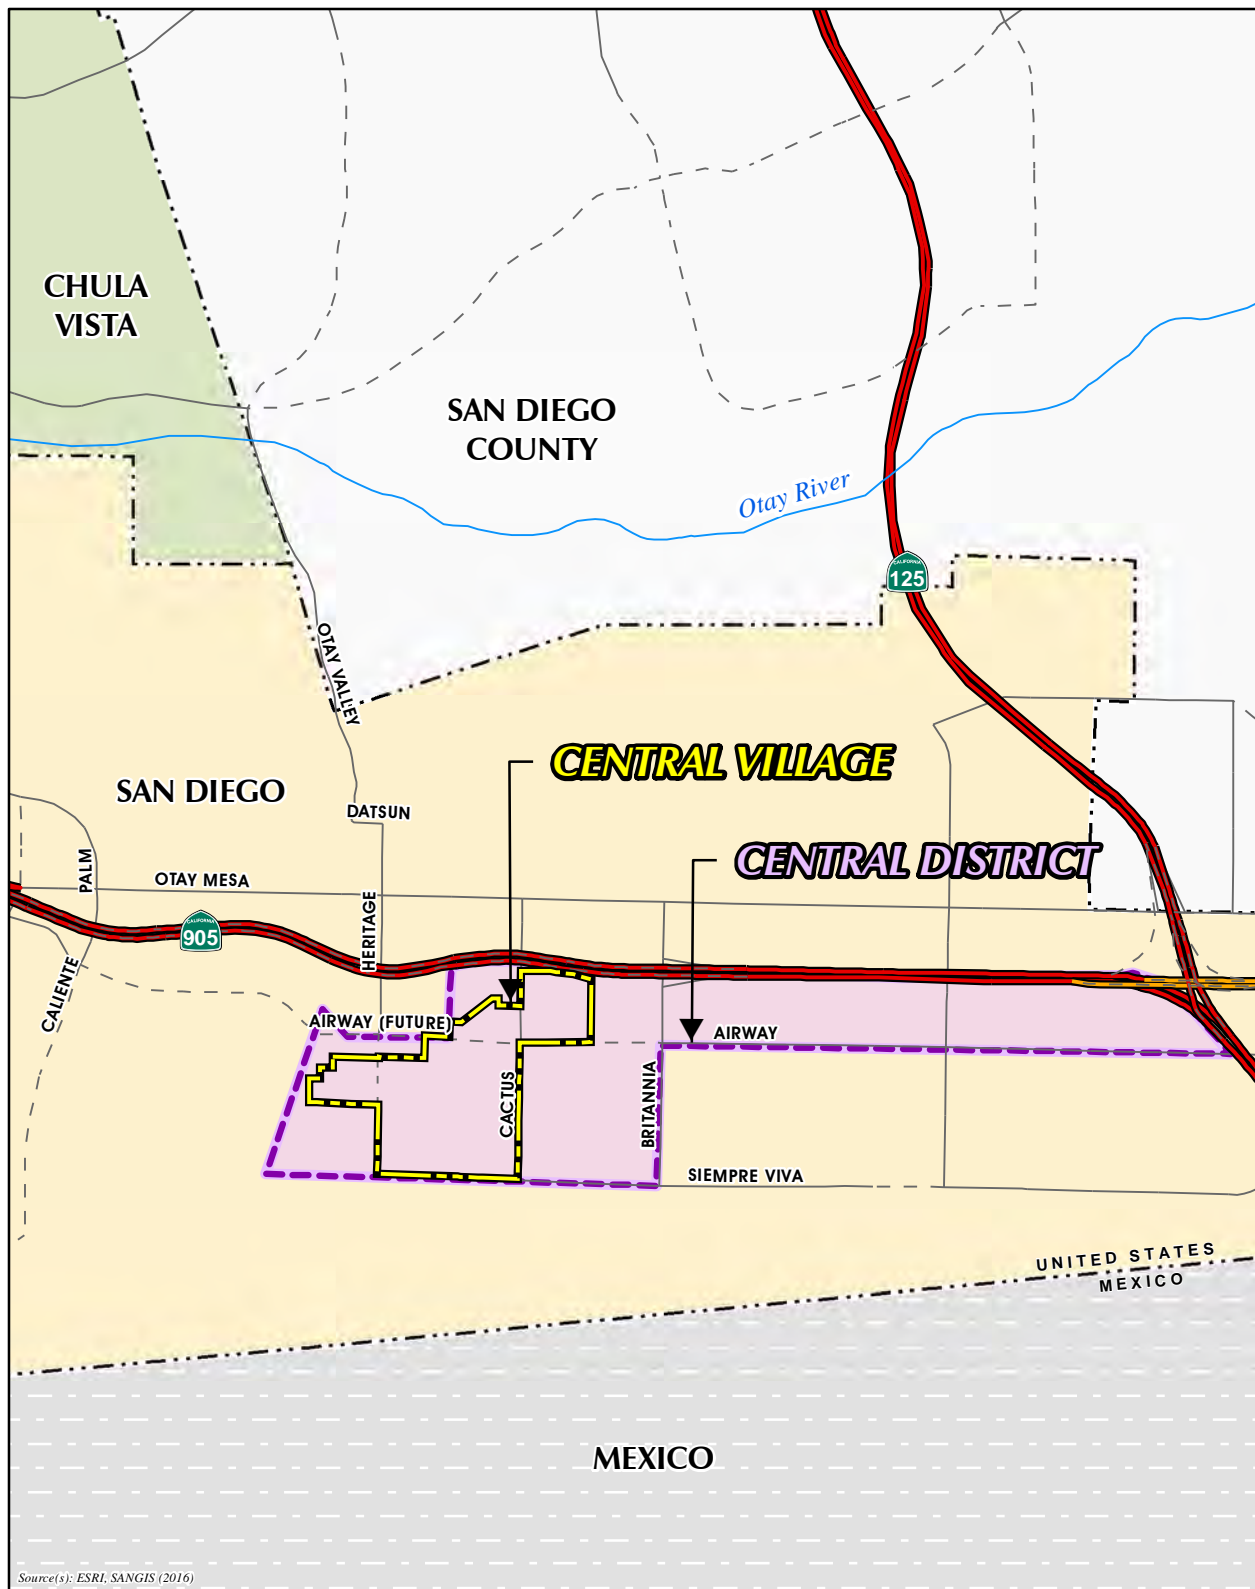 CHULA
VISTA
SAN DIEGO
COUNTY
Otay River
CALIFORNIA
125
OTAY VALLEY
CENTRAL VILLAGE
SAN DIEGO
DATSUN
CENTRAL DISTRICT
PALM
OTAY MESA
HERITAGE
CALIFORNIA
905
CALIENTE
AIRWAY (FUTURE)
AIRWAY
CACTUS
BRITANNIA
SIEMPRE VIVA
UNITED STATES
MEXICO
MEXICO
Source(s): ESRI, SANGIS (2016)